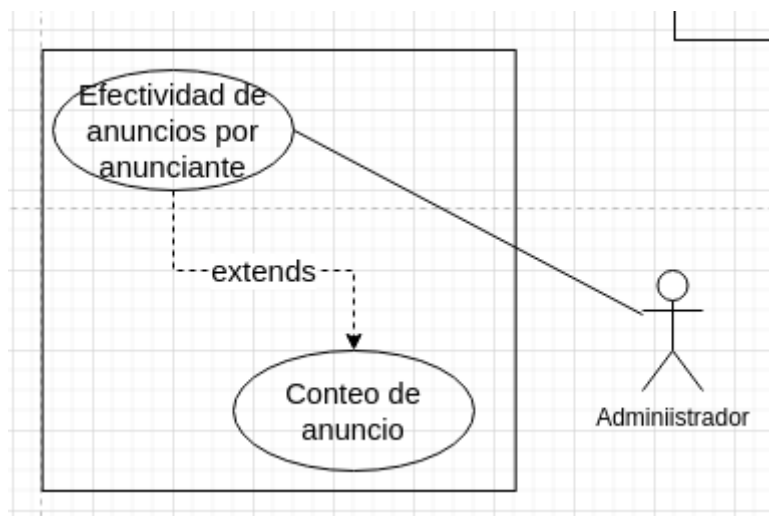 Efectividad de
anuncios por
anunciante
extends
Conteo de
anuncio
Adminiistrador